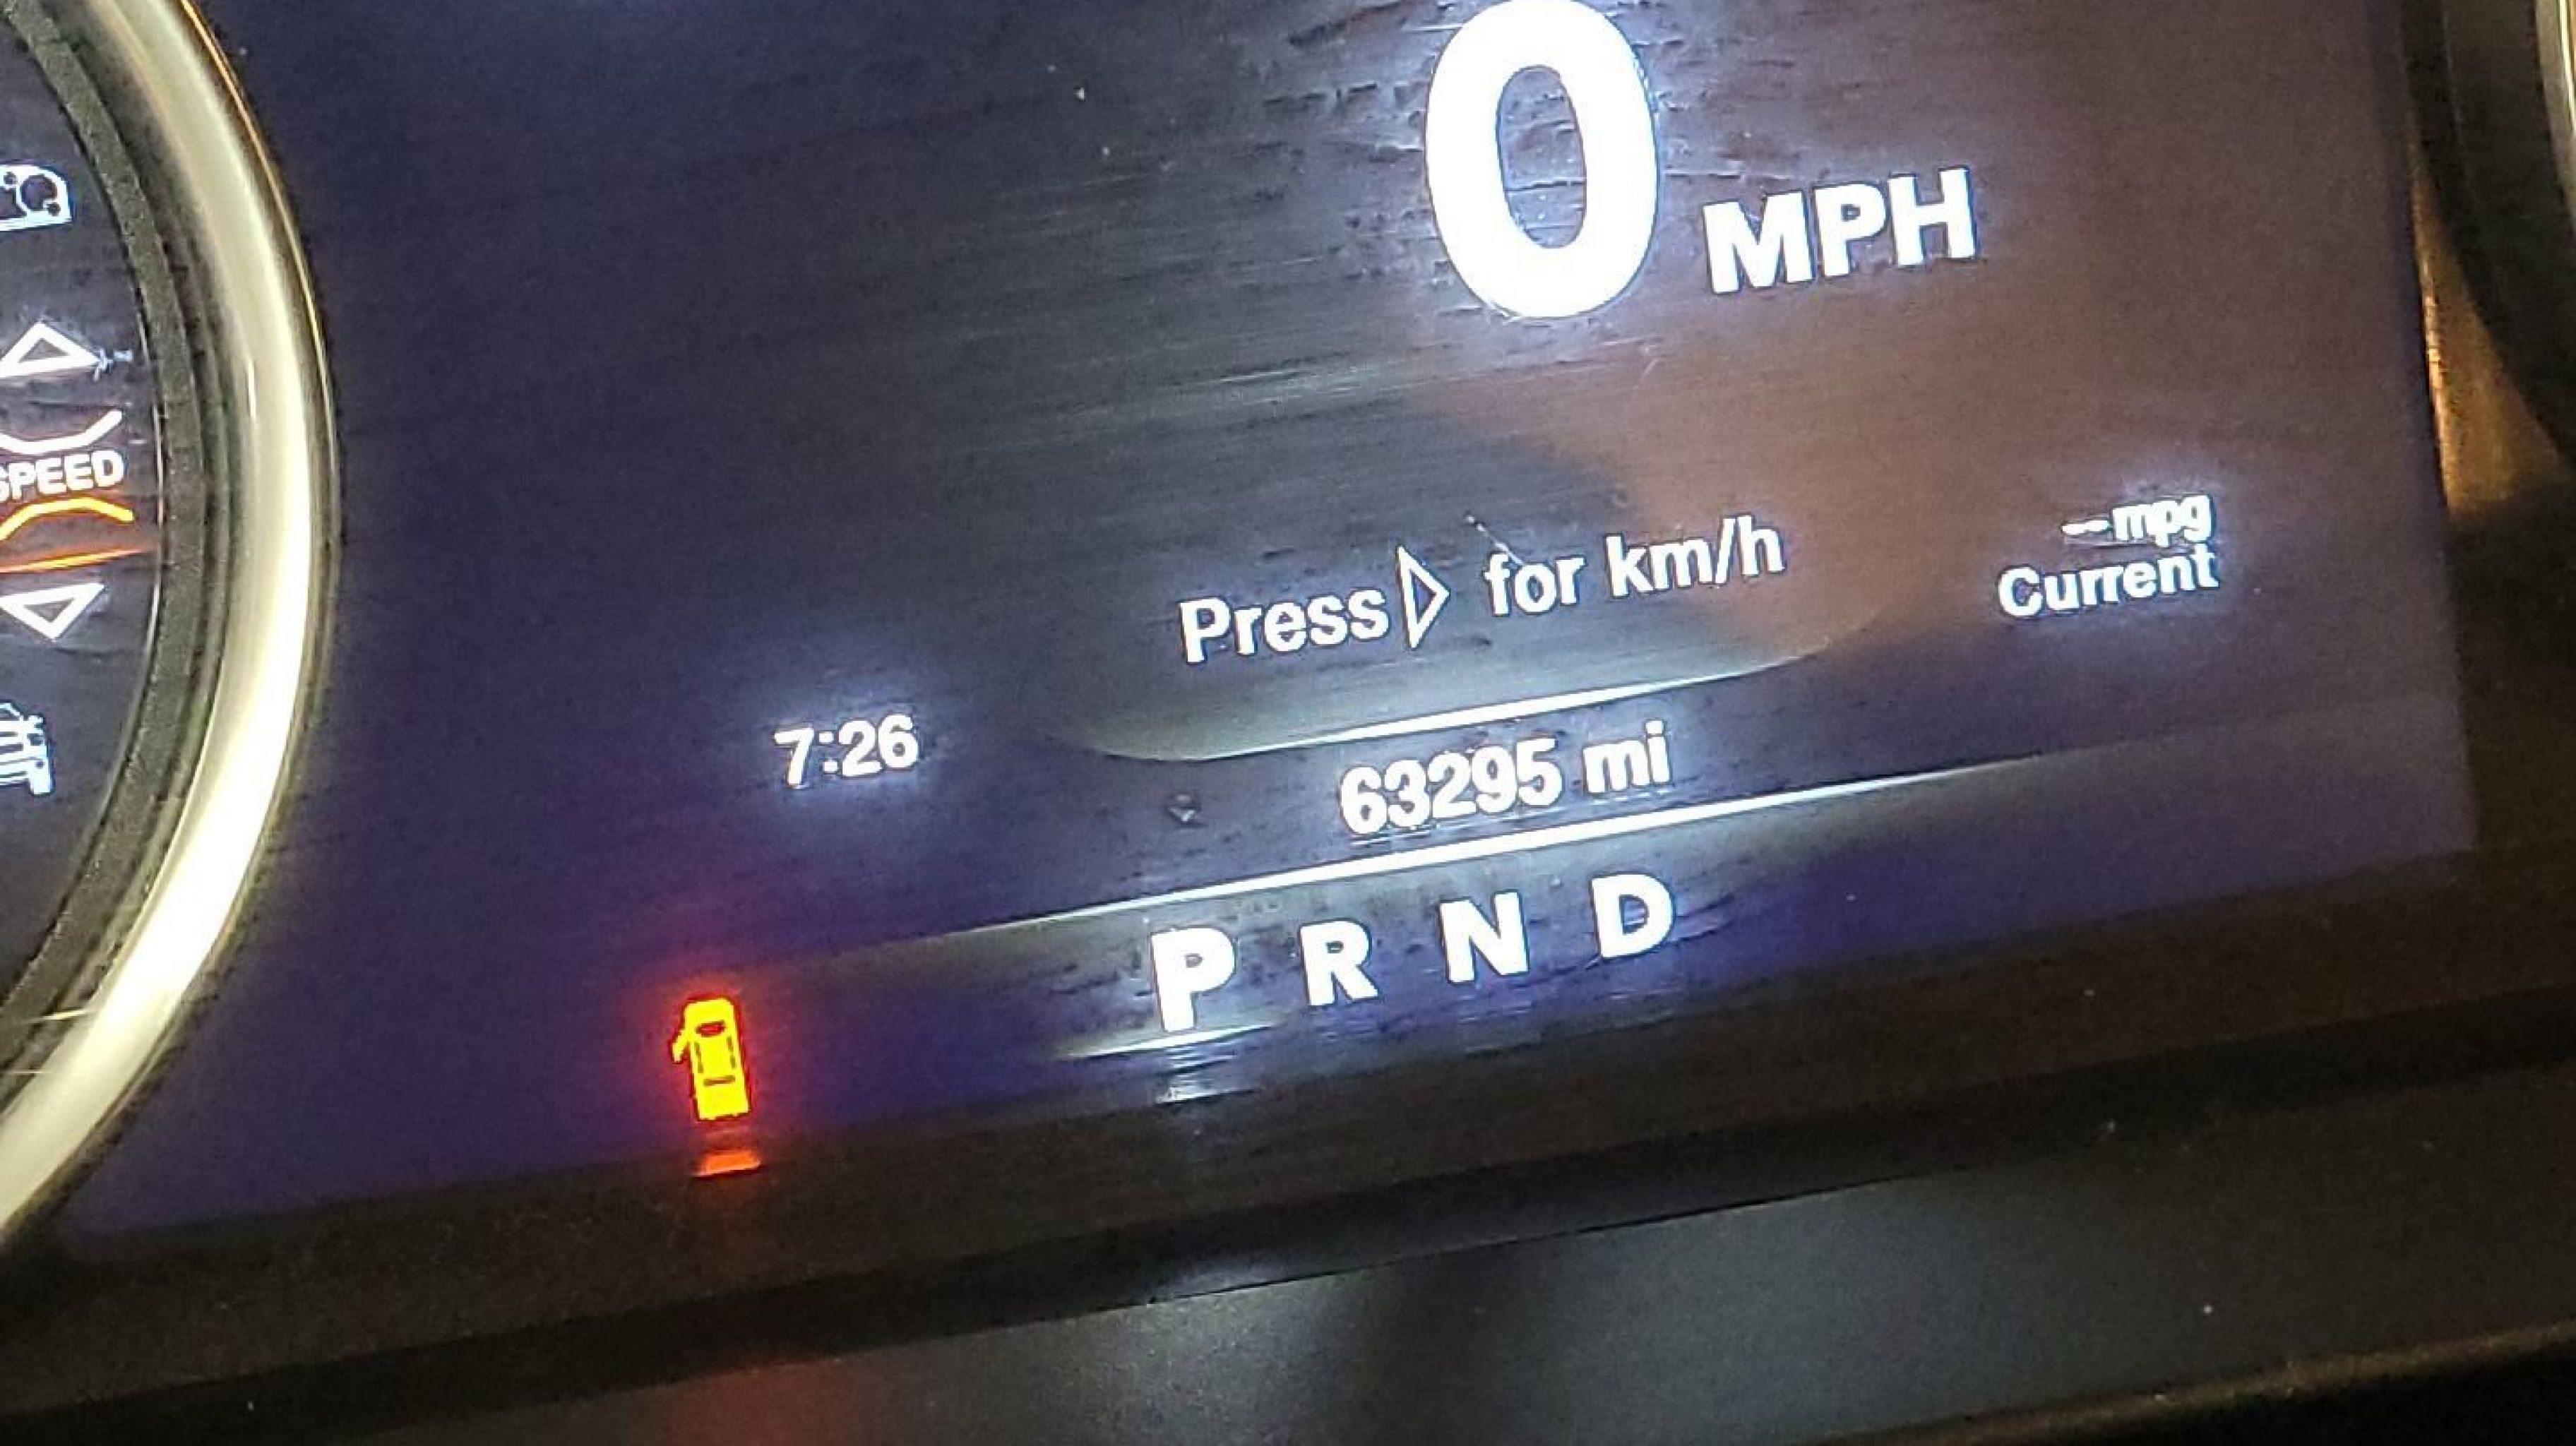 0 MPH
SPEED
--mpg
Current
Press ▷ for km/h
7:26
63295 mi
P R N D